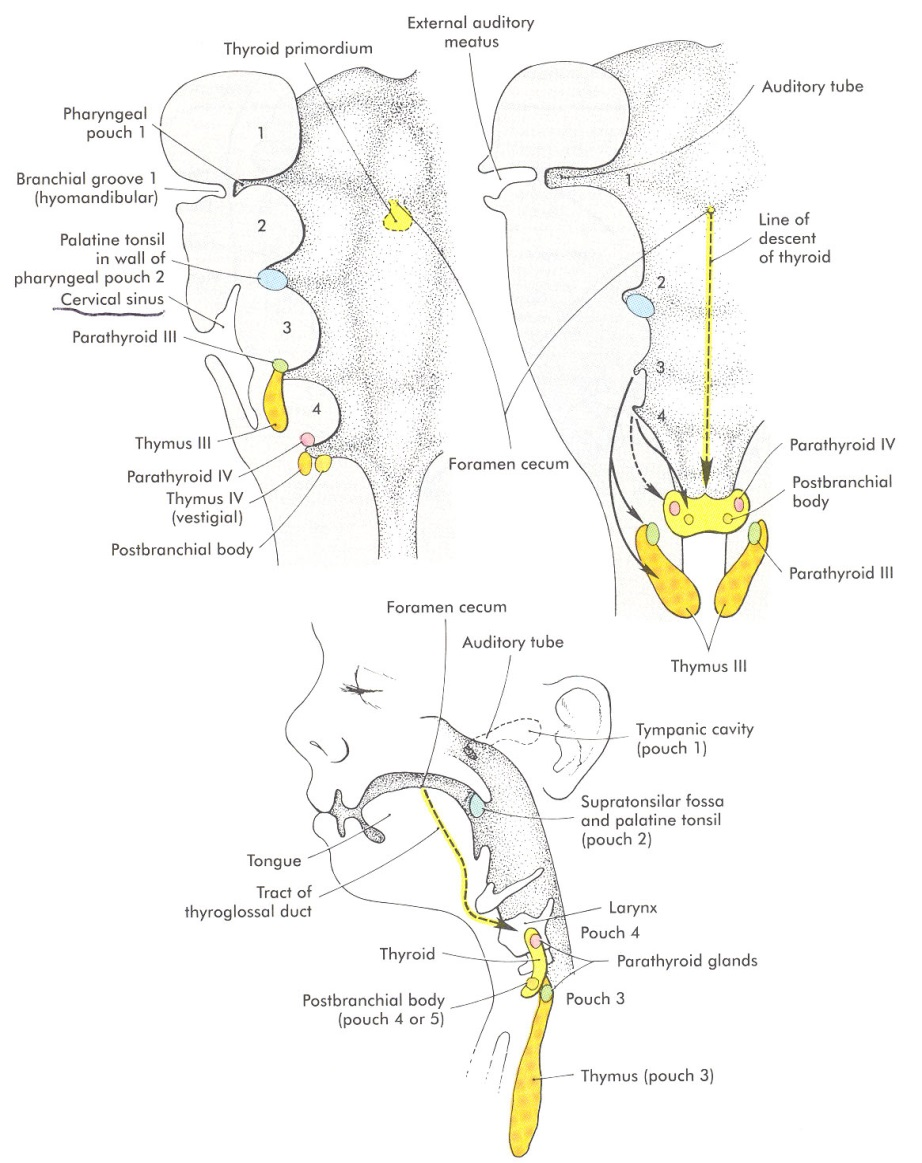 External auditory
meatus
Thyroid primordium
Auditory tube
Pharyngeal
pouch 1
1
Branchial groove 1
(hyomandibular)
1
2
Line of
descent
of thyroid
Palatine tonsil
in wall of
pharyngeal pouch 2
2
Cervical sinus
3
Parathyroid III
3
4
4
Thymus III
Parathyroid IV
Foramen cecum
Parathyroid IV
Thymus IV
(vestigial)
Postbranchial
body
Postbranchial body
Parathyroid III
Thymus III
Foramen cecum
Auditory tube
Tympanic cavity
(pouch 1)
Supratonsilar fossa
and palatine tonsil
(pouch 2)
Tongue
Tract of
thyroglossal duct
Larynx
Pouch 4
Thyroid
Parathyroid glands
Postbranchial body
(pouch 4 or 5)
Pouch 3
Thymus (pouch 3)